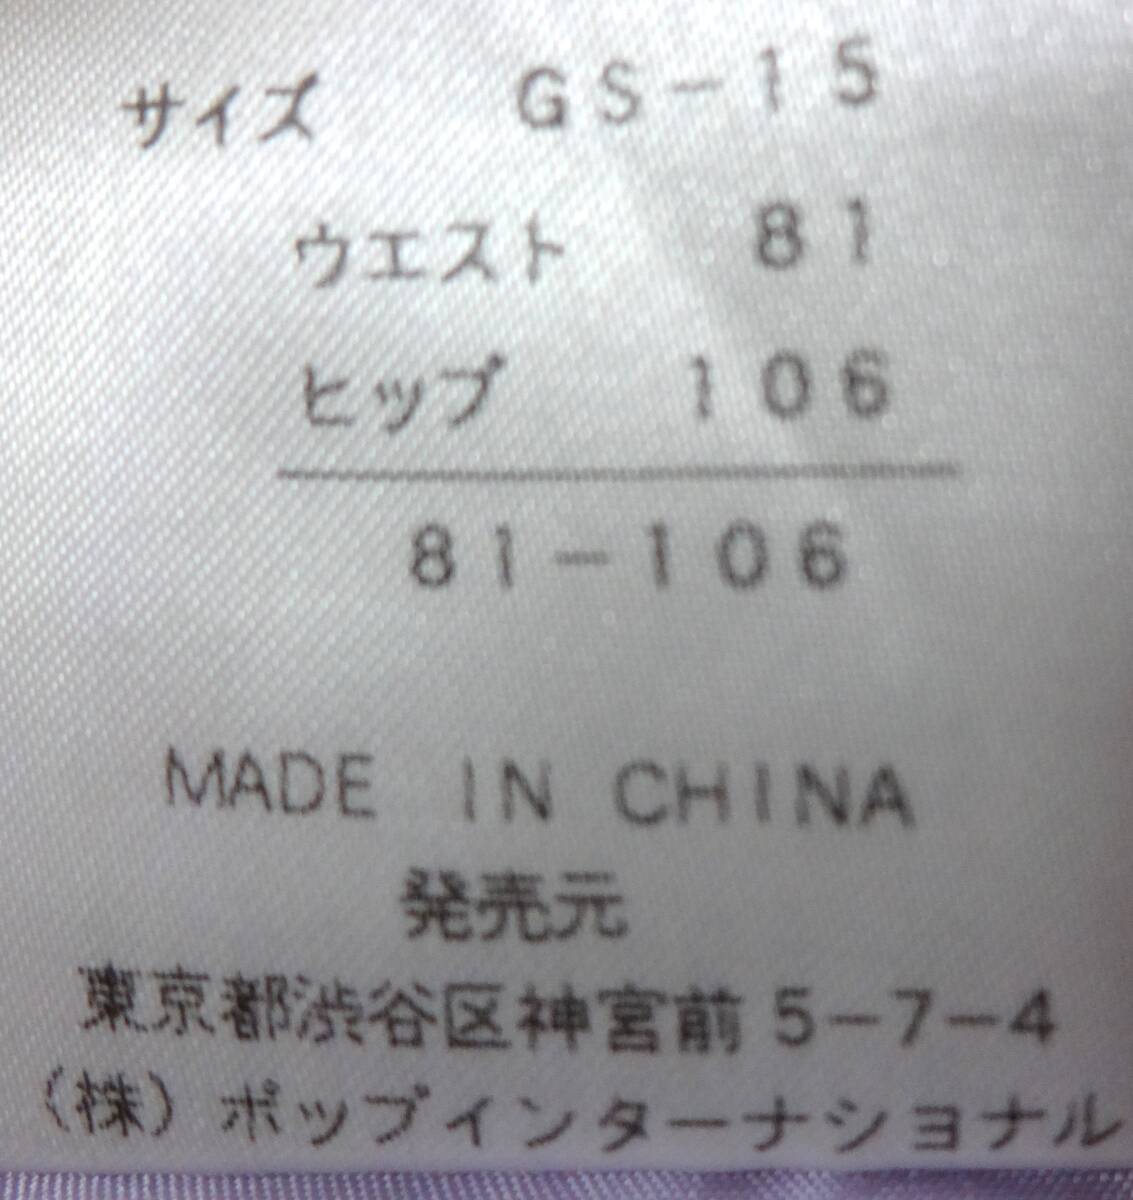 サイズ GS-15
ウエスト 81
ヒップ 106
81-106
MADE IN CHINA
発売元
東京都渋谷区神宮前5-7-4
(株)ポップインターナショナル